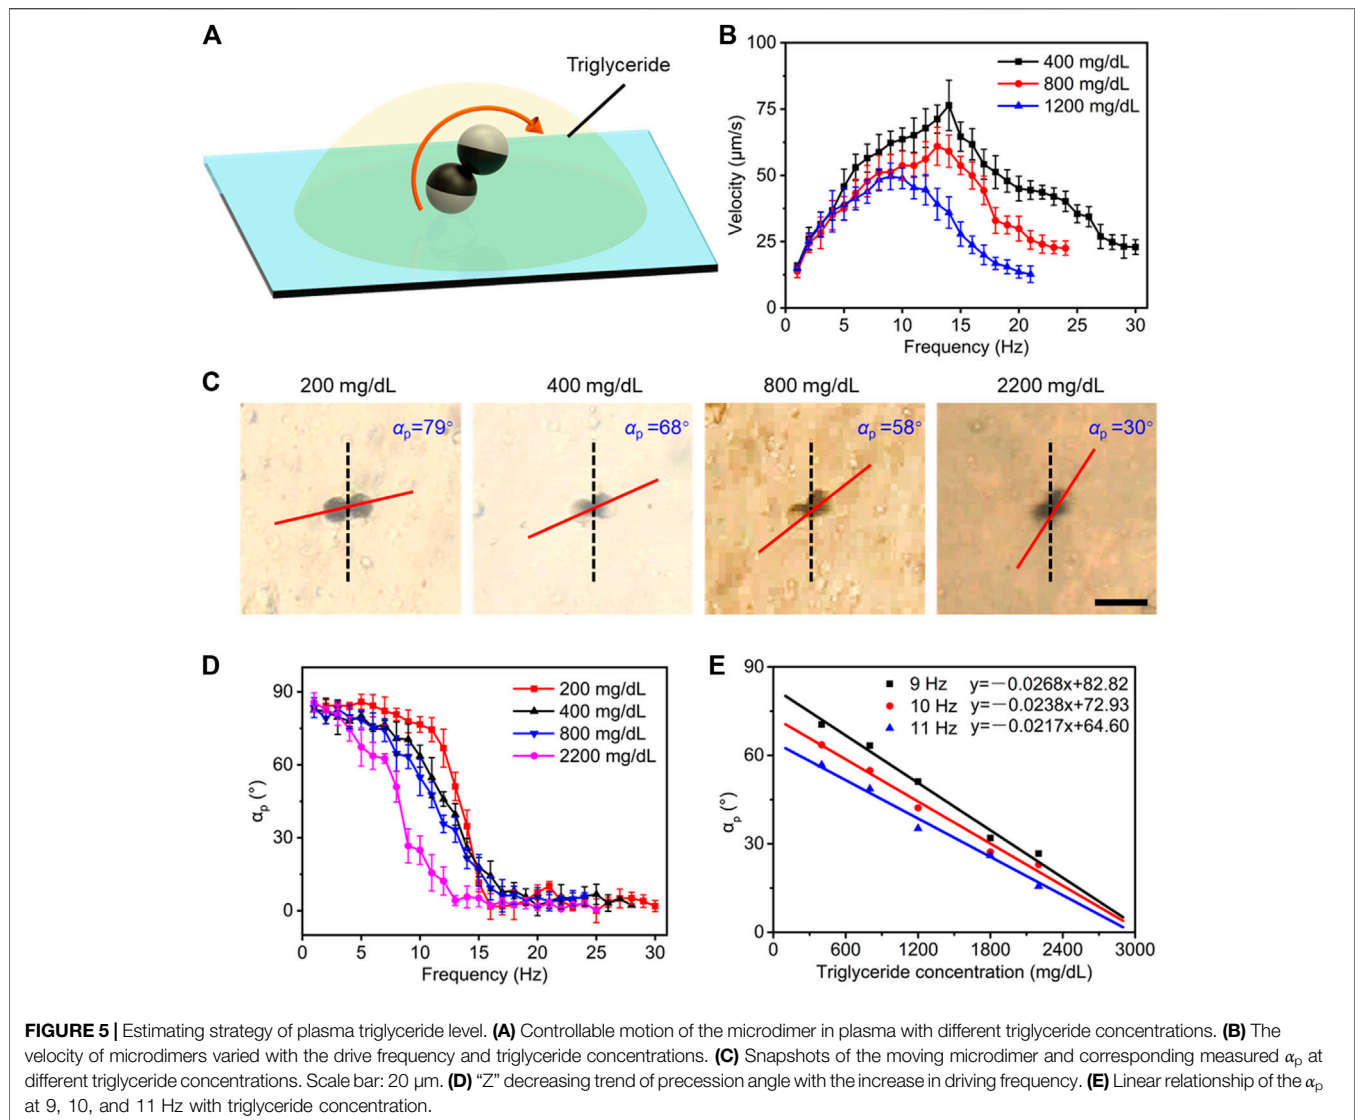 A
Triglyceride
B
100
75
50
25
0
Velocity (µm/s)
400 mg/dL
800 mg/dL
1200 mg/dL
0 5 10 15 20 25 30
Frequency (Hz)
C
200 mg/dL 400 mg/dL 800 mg/dL 2200 mg/dL
αp=79° αp=68° αp=58° αp=30°
D
90
60
30
0
αp (°)
200 mg/dL
400 mg/dL
800 mg/dL
2200 mg/dL
0 5 10 15 20 25 30
Frequency (Hz)
E
90
60
30
0
αp (°)
9 Hz y=−0.0268x+82.82
10 Hz y=−0.0238x+72.93
11 Hz y=−0.0217x+64.60
0 600 1200 1800 2400 3000
Triglyceride concentration (mg/dL)
FIGURE 5 | Estimating strategy of plasma triglyceride level. (A) Controllable motion of the microdimer in plasma with different triglyceride concentrations. (B) The
velocity of microdimers varied with the drive frequency and triglyceride concentrations. (C) Snapshots of the moving microdimer and corresponding measured αp at
different triglyceride concentrations. Scale bar: 20 µm. (D) “Z” decreasing trend of precession angle with the increase in driving frequency. (E) Linear relationship of the αp
at 9, 10, and 11 Hz with triglyceride concentration.